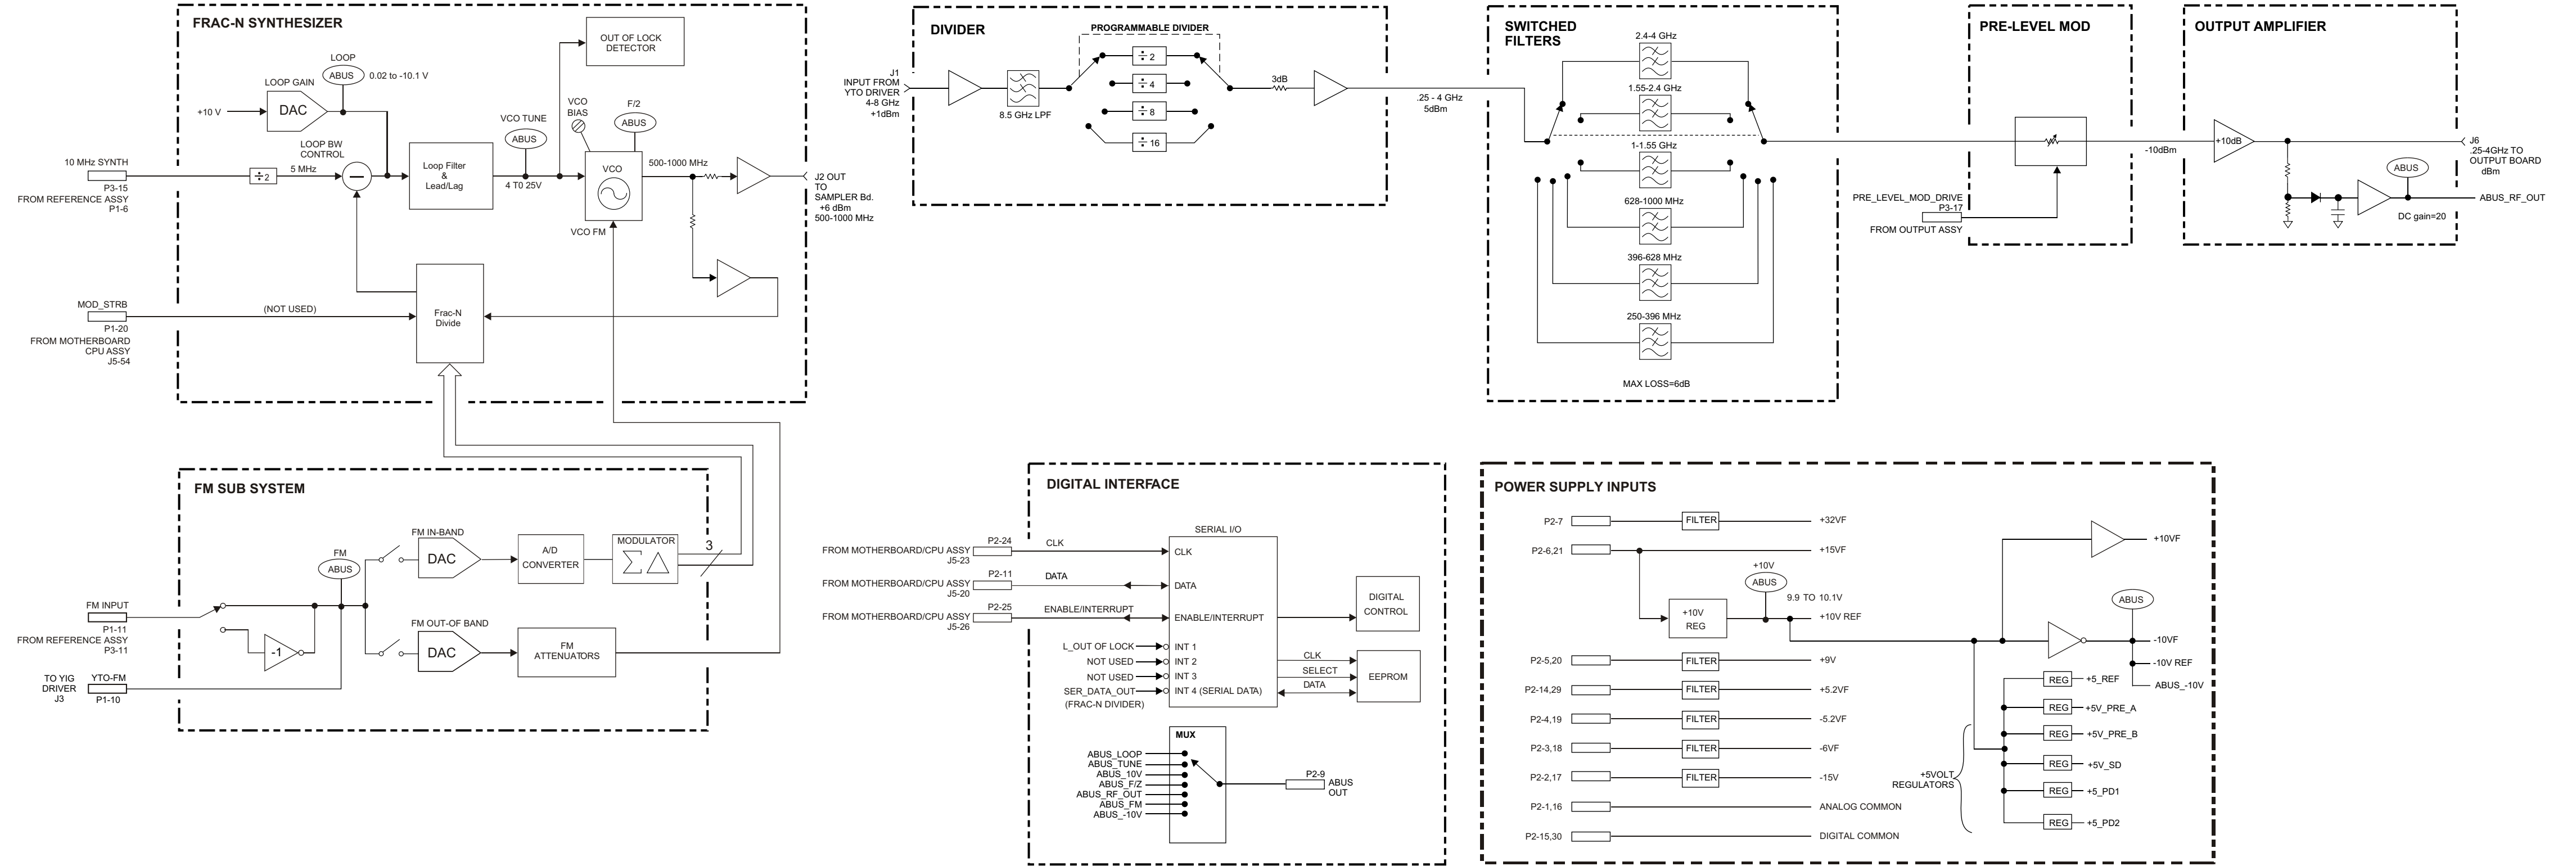 FRAC-N SYNTHESIZER
OUT OF LOCK
DETECTOR
LOOP
ABUS
0.02 to -10.1 V
LOOP GAIN
DAC
+10 V
LOOP BW
CONTROL
10 MHz SYNTH
P3-15
FROM REFERENCE ASSY
P1-6
÷2
5 MHz
Loop Filter
&
Lead/Lag
VCO TUNE
ABUS
4 T0 25V
VCO
BIAS
F/2
ABUS
VCO
500-1000 MHz
VCO FM
J2 OUT
TO
SAMPLER Bd.
+6 dBm
500-1000 MHz
MOD_STRB
P1-20
FROM MOTHERBOARD
CPU ASSY
J5-54
(NOT USED)
Frac-N
Divide
DIVIDER
PROGRAMMABLE DIVIDER
J1
INPUT FROM
YTO DRIVER
4-8 GHz
+1dBm
8.5 GHz LPF
÷ 2
÷ 4
÷ 8
÷ 16
3dB
.25 - 4 GHz
5dBm
SWITCHED
FILTERS
2.4-4 GHz
1.55-2.4 GHz
1-1.55 GHz
628-1000 MHz
396-628 MHz
250-396 MHz
MAX LOSS=6dB
PRE-LEVEL MOD
PRE_LEVEL_MOD_DRIVE
P3-17
FROM OUTPUT ASSY
-10dBm
OUTPUT AMPLIFIER
+10dB
J6
.25-4GHz TO
OUTPUT BOARD
dBm
ABUS
ABUS_RF_OUT
DC gain=20
FM SUB SYSTEM
FM
ABUS
FM IN-BAND
DAC
A/D
CONVERTER
MODULATOR
Σ △
3
FM INPUT
P1-11
FROM REFERENCE ASSY
P3-11
-1
FM OUT-OF BAND
DAC
FM
ATTENUATORS
TO YIG
DRIVER
J3
YTO-FM
P1-10
DIGITAL INTERFACE
SERIAL I/O
FROM MOTHERBOARD/CPU ASSY
J5-23
P2-24
CLK
CLK
FROM MOTHERBOARD/CPU ASSY
J5-20
P2-11
DATA
DATA
FROM MOTHERBOARD/CPU ASSY
J5-26
P2-25
ENABLE/INTERRUPT
ENABLE/INTERRUPT
L_OUT OF LOCK
INT 1
NOT USED
INT 2
NOT USED
INT 3
SER_DATA_OUT
INT 4 (SERIAL DATA)
(FRAC-N DIVIDER)
DIGITAL
CONTROL
CLK
SELECT
DATA
EEPROM
MUX
ABUS_LOOP
ABUS_TUNE
ABUS_10V
ABUS_F/Z
ABUS_RF_OUT
ABUS_FM
ABUS_-10V
P2-9
ABUS
OUT
POWER SUPPLY INPUTS
P2-7
FILTER
+32VF
P2-6,21
+15VF
+10V
ABUS
9.9 TO 10.1V
+10V
REG
+10V REF
P2-5,20
FILTER
+9V
P2-14,29
FILTER
+5.2VF
P2-4,19
FILTER
-5.2VF
P2-3,18
FILTER
-6VF
P2-2,17
FILTER
-15V
P2-1,16
ANALOG COMMON
P2-15,30
DIGITAL COMMON
+10VF
ABUS
-10VF
-10V REF
ABUS_-10V
REG
+5_REF
REG
+5V_PRE_A
REG
+5V_PRE_B
REG
+5V_SD
REG
+5_PD1
REG
+5_PD2
+5VOLT
REGULATORS